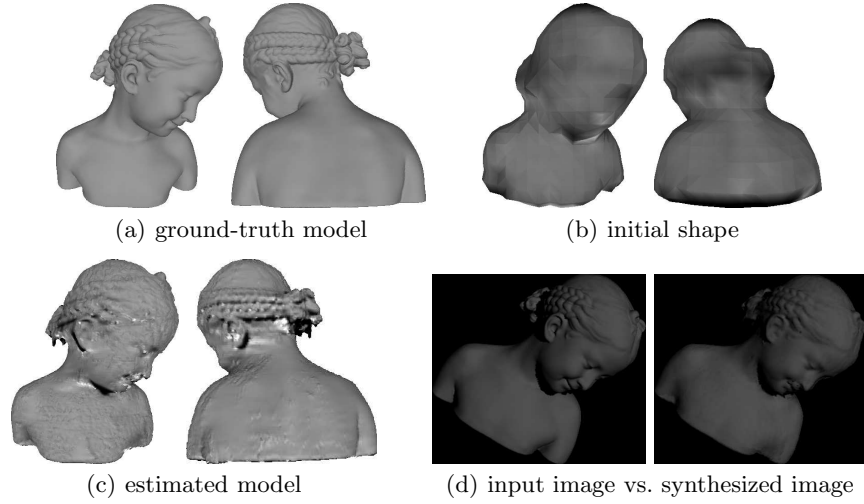 (a) ground-truth model
(b) initial shape
(c) estimated model
(d) input image vs. synthesized image